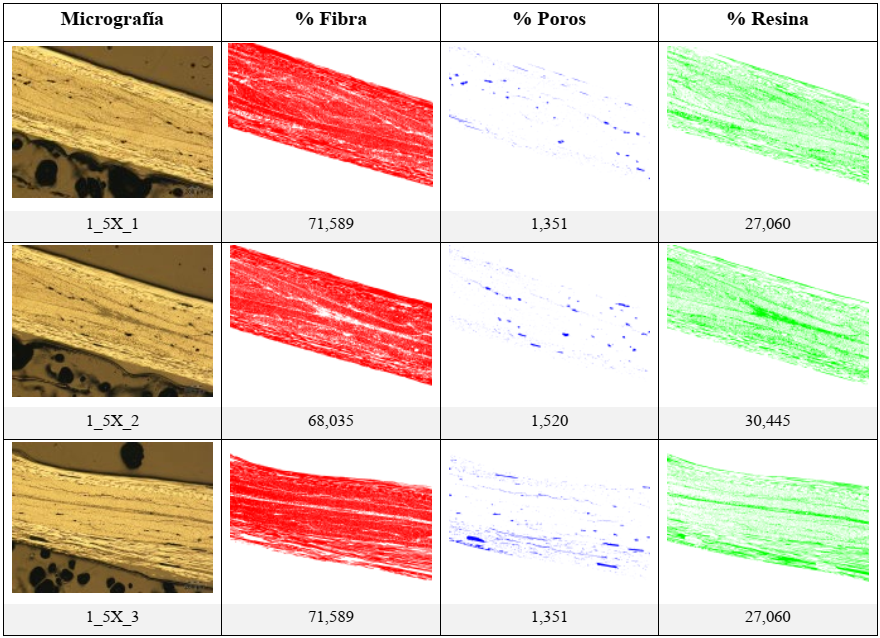 Micrografía % Fibra % Poros % Resina
1_5X_1 71,589 1,351 27,060
1_5X_2 68,035 1,520 30,445
1_5X_3 71,589 1,351 27,060